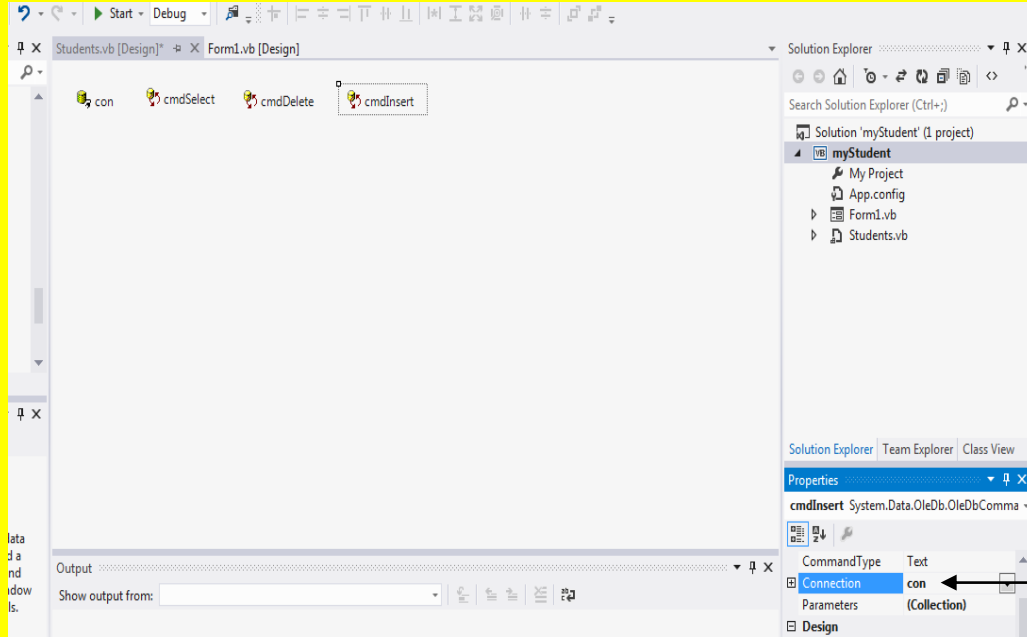 Start
Debug
Students.vb [Design]*
Form1.vb [Design]
con
cmdSelect
cmdDelete
cmdInsert
Solution Explorer
Search Solution Explorer (Ctrl+;)
Solution 'myStudent' (1 project)
VB myStudent
My Project
App.config
Form1.vb
Students.vb
Solution Explorer Team Explorer Class View
Properties
cmdInsert System.Data.OleDb.OleDbComma
CommandType Text
Connection con
Parameters (Collection)
Design
lata
d a
nd
dow
ls.
Output
Show output from: